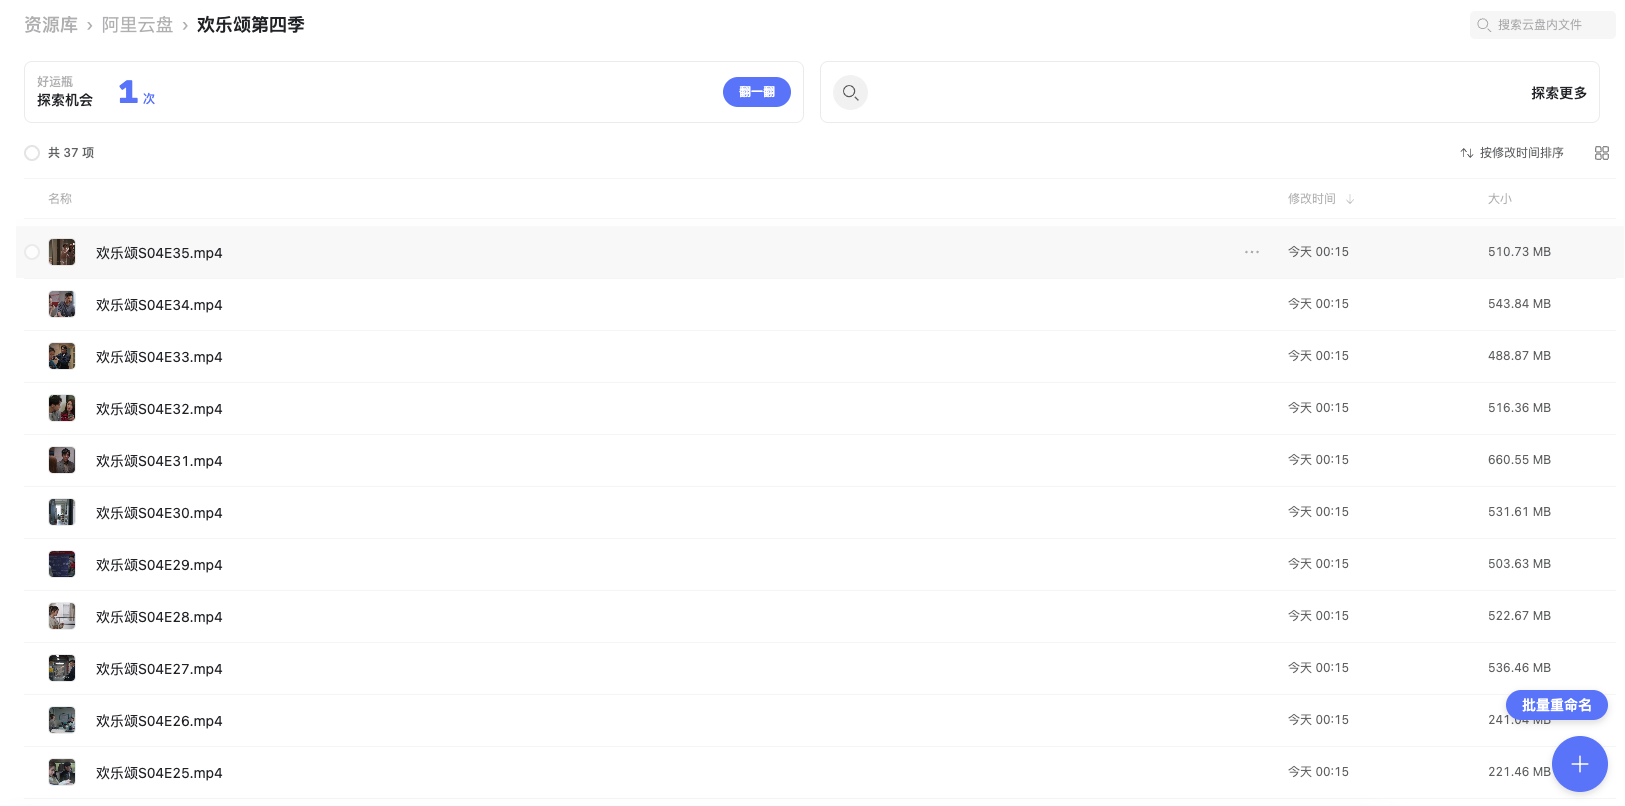 资源库 › 阿里云盘 › 欢乐颂第四季
搜索云盘内文件
好运瓶
探索机会 1 次
翻一翻
探索更多
共 37 项
按修改时间排序
名称 修改时间 大小
欢乐颂S04E35.mp4 ··· 今天 00:15 510.73 MB
欢乐颂S04E34.mp4 今天 00:15 543.84 MB
欢乐颂S04E33.mp4 今天 00:15 488.87 MB
欢乐颂S04E32.mp4 今天 00:15 516.36 MB
欢乐颂S04E31.mp4 今天 00:15 660.55 MB
欢乐颂S04E30.mp4 今天 00:15 531.61 MB
欢乐颂S04E29.mp4 今天 00:15 503.63 MB
欢乐颂S04E28.mp4 今天 00:15 522.67 MB
欢乐颂S04E27.mp4 今天 00:15 536.46 MB
批量重命名
欢乐颂S04E26.mp4 今天 00:15 MB
欢乐颂S04E25.mp4 今天 00:15 221.46 MB